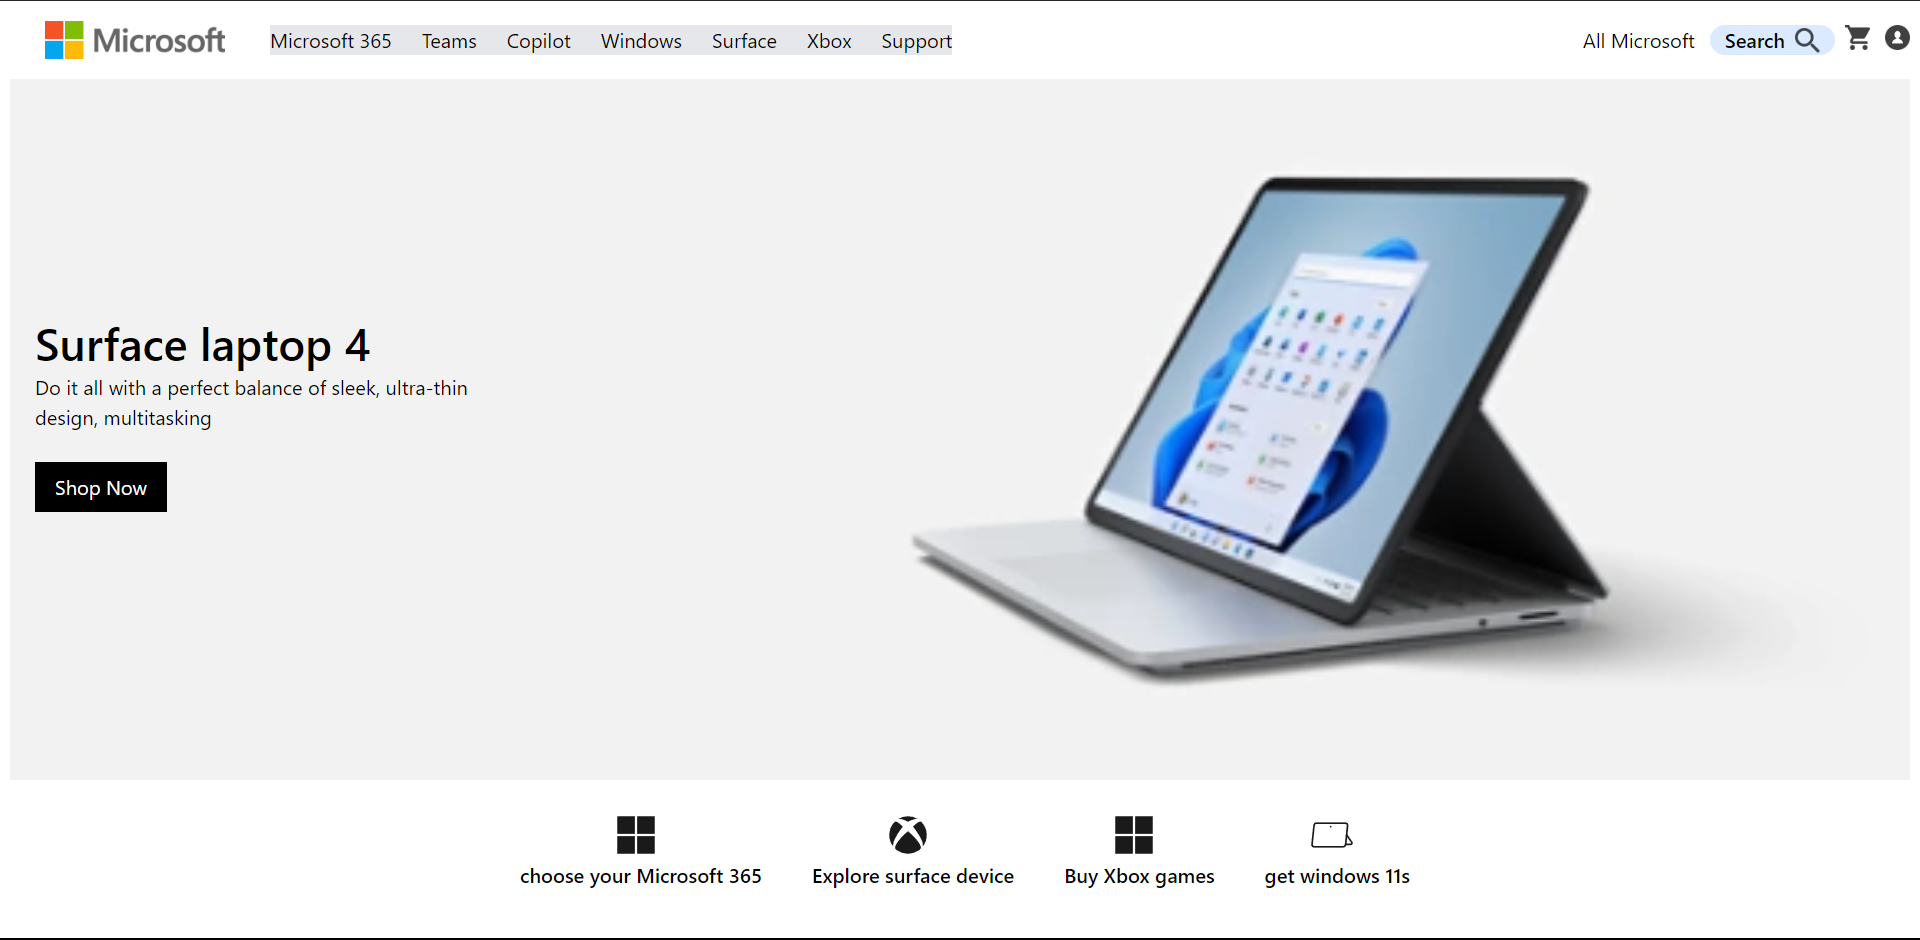 Microsoft
Microsoft 365 Teams Copilot Windows Surface Xbox Support
All Microsoft Search
Surface laptop 4
Do it all with a perfect balance of sleek, ultra-thin
design, multitasking
Shop Now
choose your Microsoft 365 Explore surface device Buy Xbox games get windows 11s